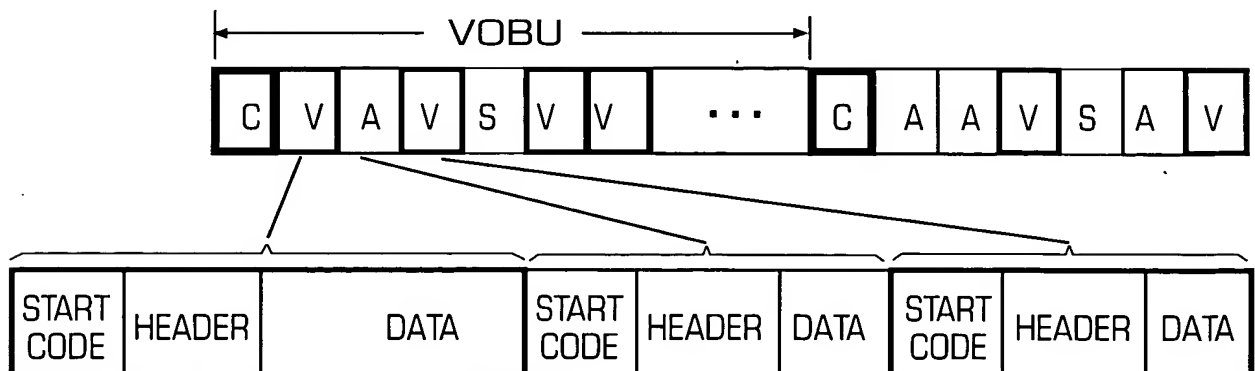 VOBU
C V A V S V V ... C A A V S A V
START CODE HEADER DATA START CODE HEADER DATA START CODE HEADER DATA